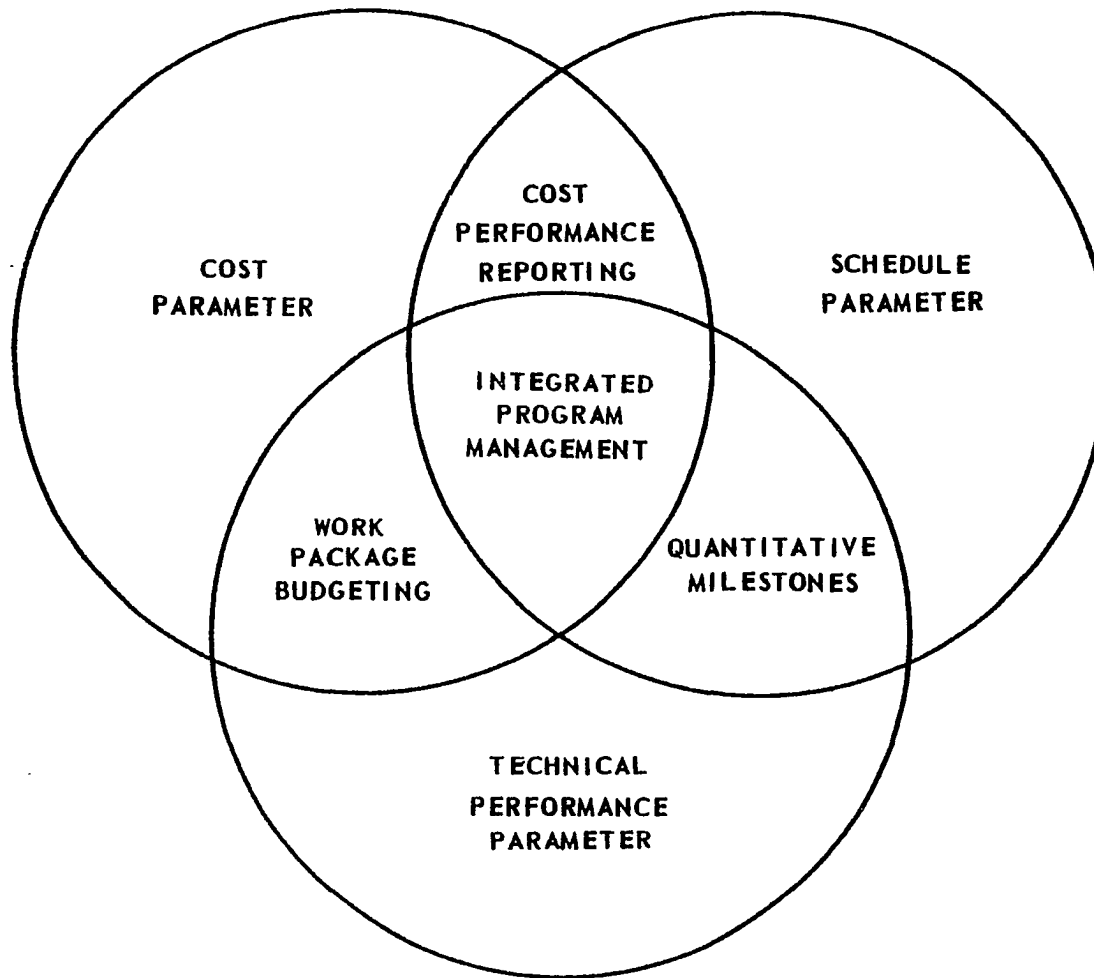 COST
PERFORMANCE
REPORTING
COST
PARAMETER
SCHEDULE
PARAMETER
INTEGRATED
PROGRAM
MANAGEMENT
WORK
PACKAGE
BUDGETING
QUANTITATIVE
MILESTONES
TECHNICAL
PERFORMANCE
PARAMETER